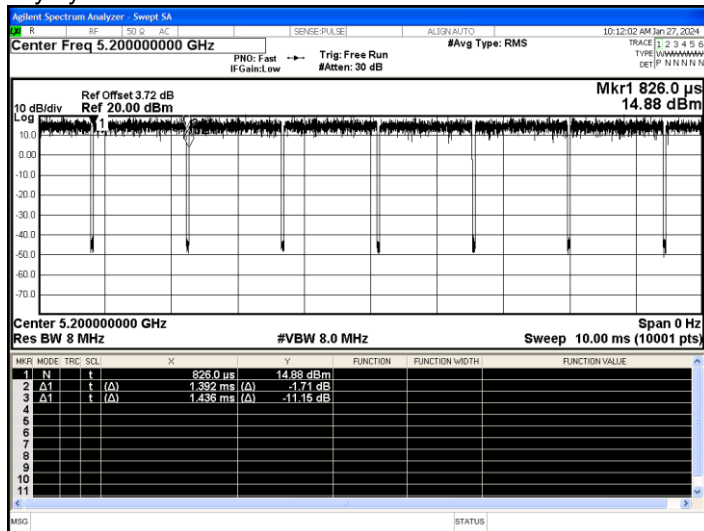 Agilent Spectrum Analyzer - Swept SA
R RF 50 Ω AC SENSE:PULSE ALIGN AUTO 10:12:02 AM Jan 27, 2024
Center Freq 5.200000000 GHz #Avg Type: RMS TRACE 1 2 3 4 5 6
PNO: Fast Trig: Free Run TYPE WWWWWW
IFGain:Low #Atten: 30 dB DET P N N N N N
Mkr1 826.0 µs
Ref Offset 3.72 dB
10 dB/div Ref 20.00 dBm 14.88 dBm
Log
1
10.0
0.00
-10.0
-20.0
-30.0
-40.0
-50.0
-60.0
-70.0
Center 5.200000000 GHz Span 0 Hz
Res BW 8 MHz #VBW 8.0 MHz Sweep 10.00 ms (10001 pts)
MKR MODE TRC SCL X Y FUNCTION FUNCTION WIDTH FUNCTION VALUE
1 N t 826.0 µs 14.88 dBm
2 Δ1 t (Δ) 1.392 ms (Δ) -1.71 dB
3 Δ1 t (Δ) 1.436 ms (Δ) -11.15 dB
4
5
6
7
8
9
10
11
MSG STATUS